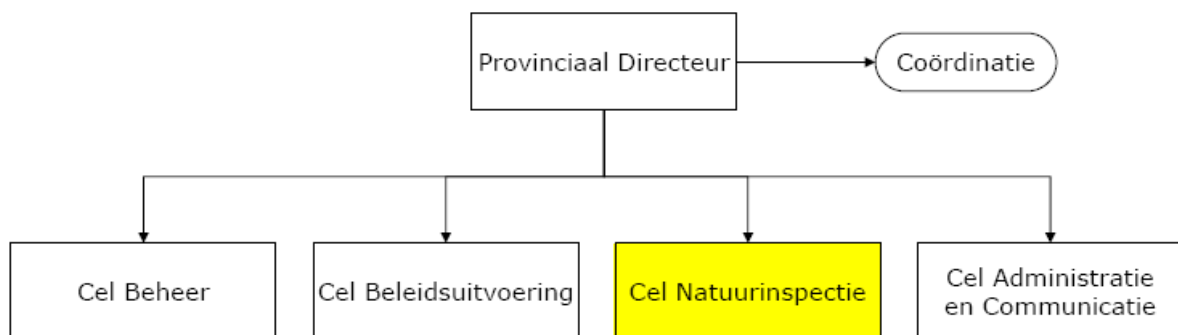 Provinciaal Directeur
Coördinatie
Cel Beheer
Cel Beleidsuitvoering
Cel Natuurinspectie
Cel Administratie
en Communicatie